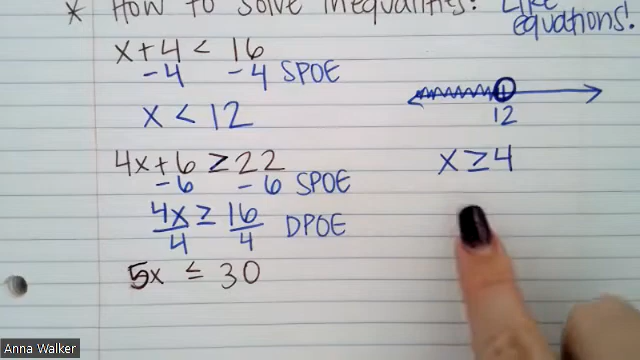 * How to solve inequalities: Like
equations!
x+4 < 16
-4 -4 SPOE
x < 12
12
4x+6 ≥ 22
-6 -6 SPOE
x ≥ 4
4x ≥ 16 DPOE
4 4
5x ≤ 30
Anna Walker